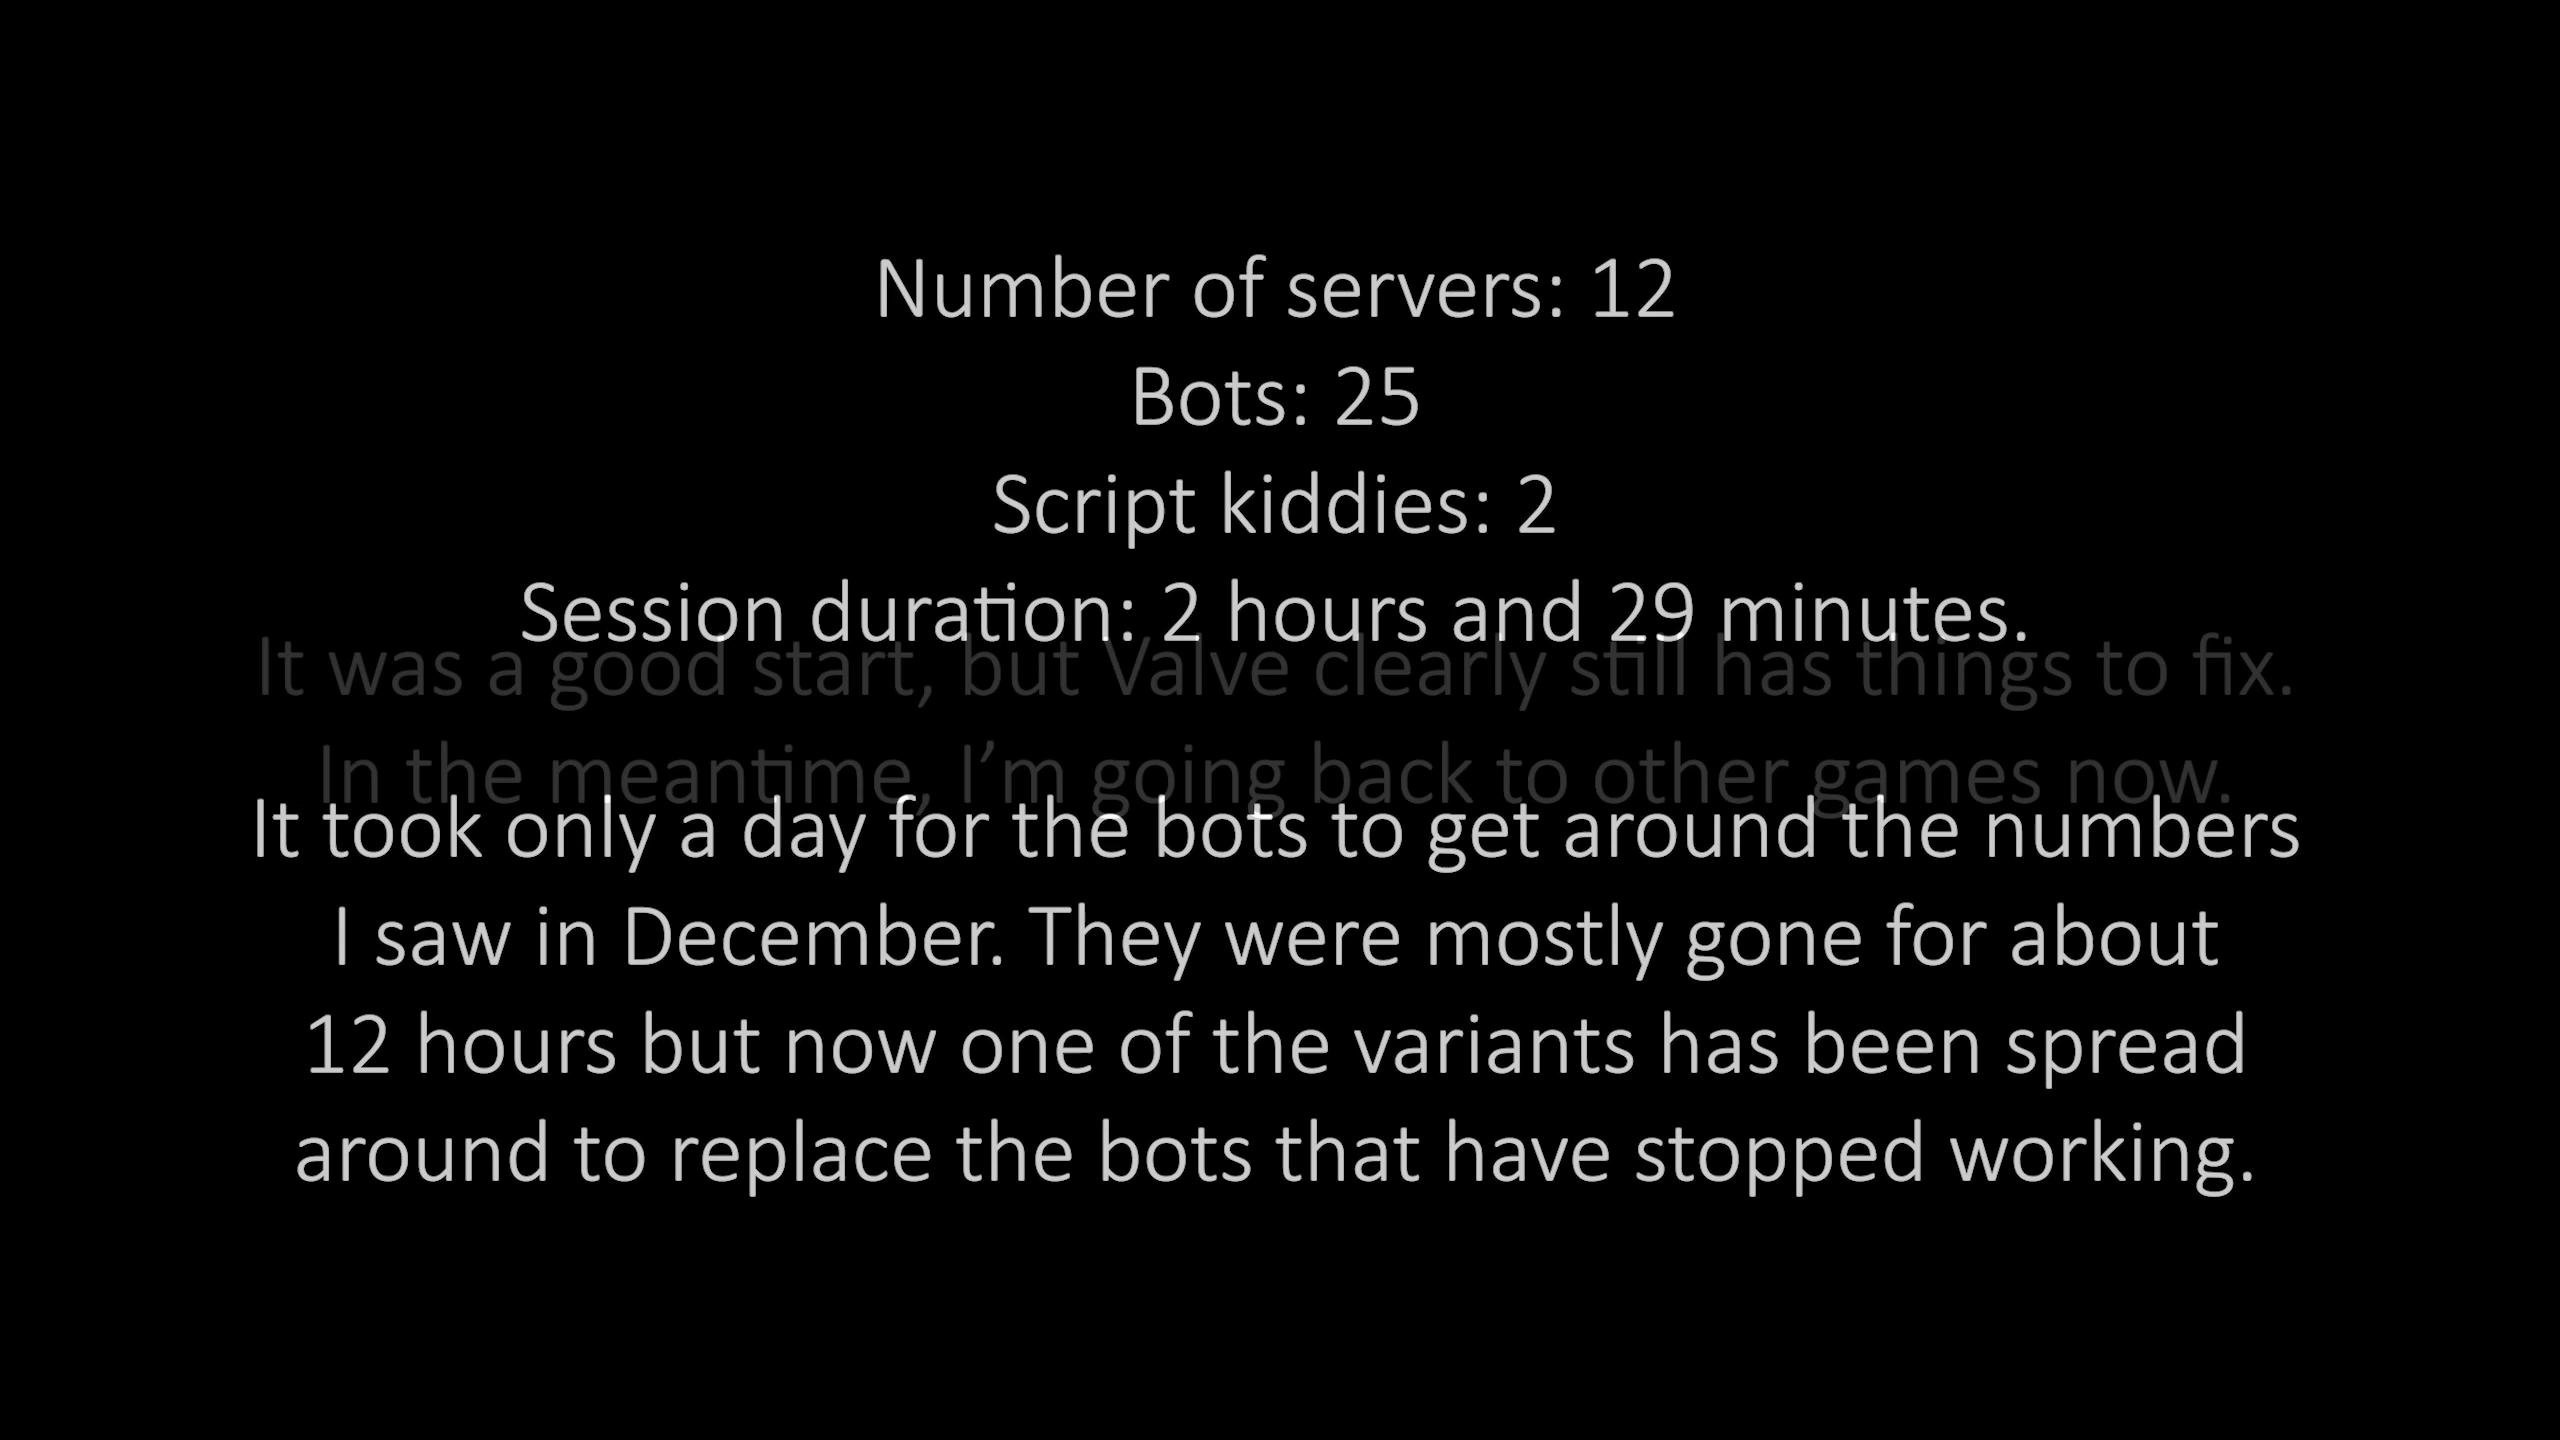 Number of servers: 12
Bots: 25
Script kiddies: 2
Session duration: 2 hours and 29 minutes.
It was a good start, but Valve clearly still has things to fix.
In the meantime, I’m going back to other games now.
It took only a day for the bots to get around the numbers
I saw in December. They were mostly gone for about
12 hours but now one of the variants has been spread
around to replace the bots that have stopped working.